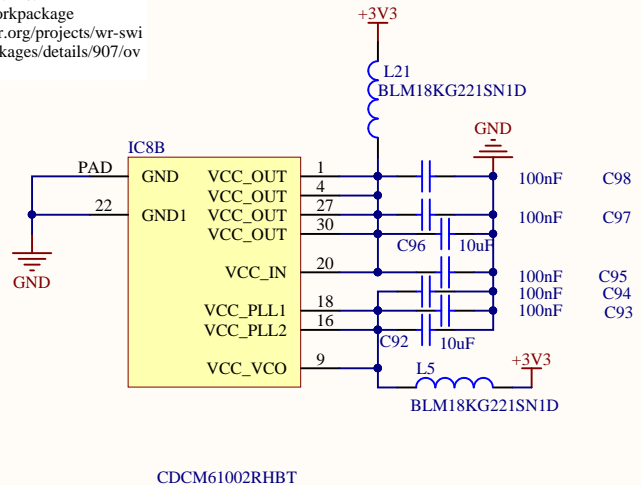 orkpackage
r.org/projects/wr-swi
kages/details/907/ov
+3V3
L21
BLM18KG221SN1D
GND
IC8B
PAD GND VCC_OUT 1 100nF C98
VCC_OUT 4
22 GND1 VCC_OUT 27 100nF C97
VCC_OUT 30 C96 10uF
GND
VCC_IN 20 100nF C95
100nF C94
VCC_PLL1 18 100nF C93
VCC_PLL2 16 C92 10uF
VCC_VCO 9 L5 +3V3
BLM18KG221SN1D
CDCM61002RHBT